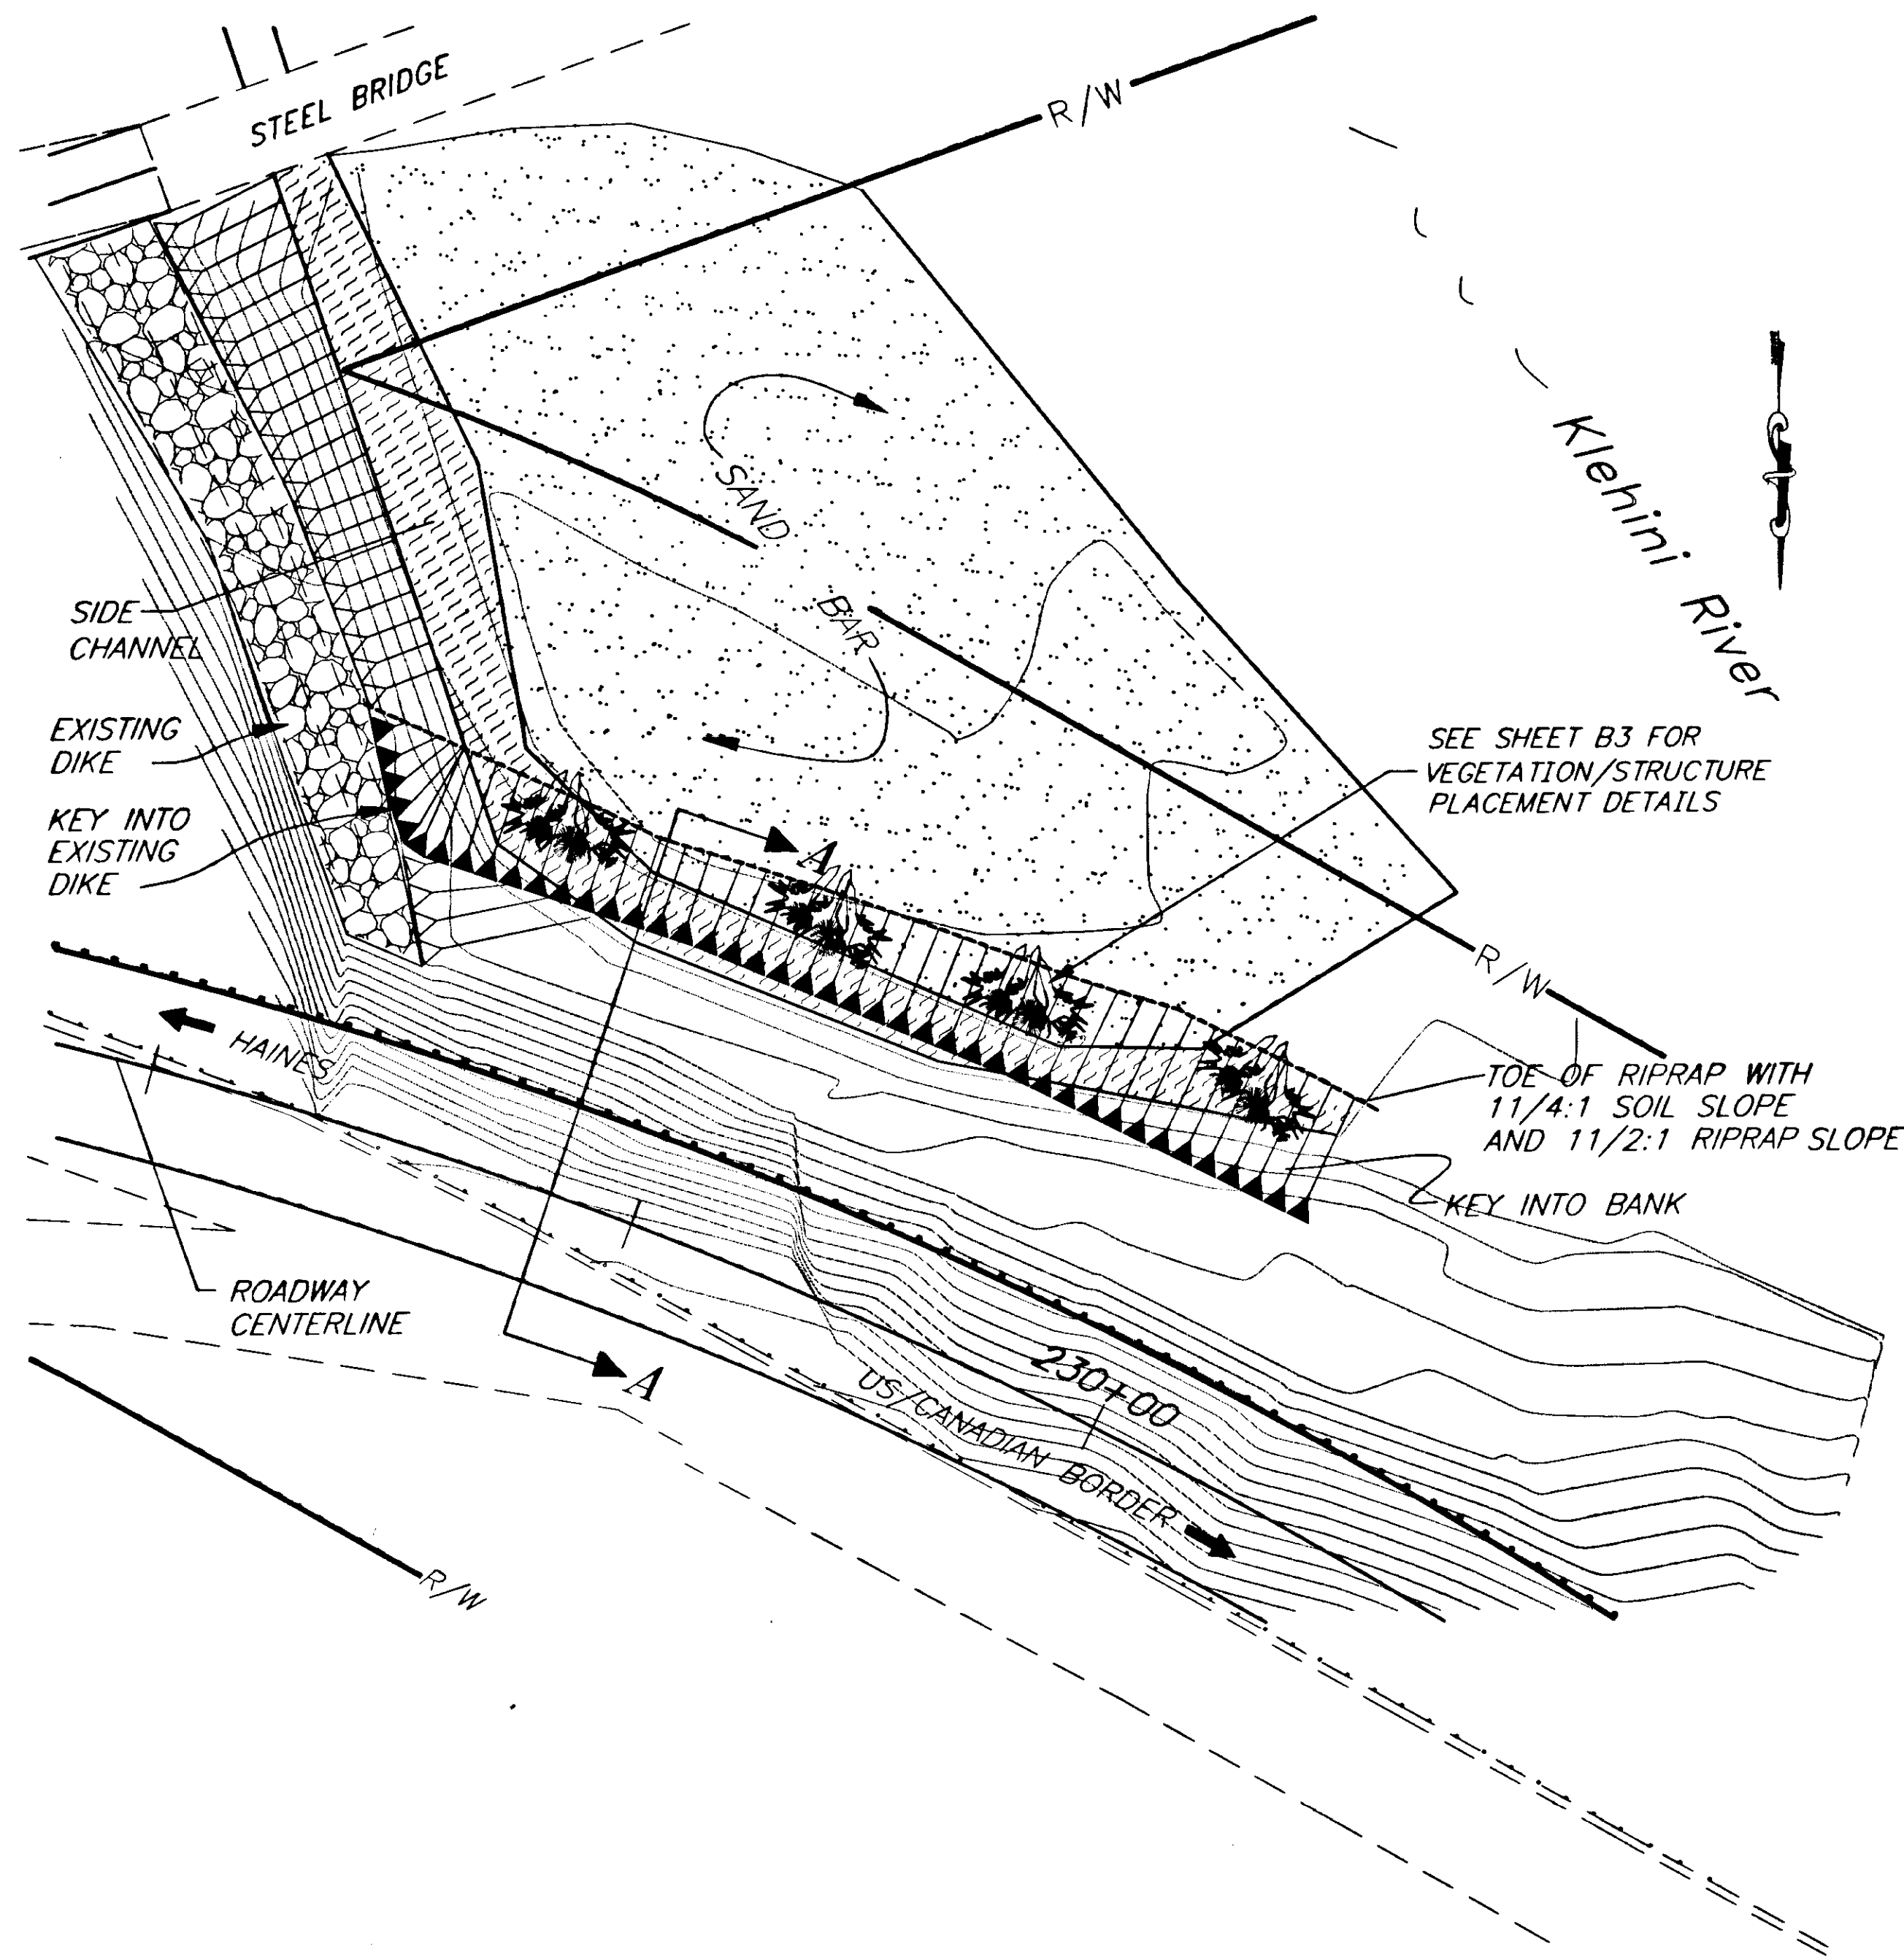 STEEL BRIDGE
R/W
Klehini River
SAND
BAR
SIDE
CHANNEL
EXISTING
DIKE
KEY INTO
EXISTING
DIKE
SEE SHEET B3 FOR
VEGETATION/STRUCTURE
PLACEMENT DETAILS
A
R/W
HAINES
TOE OF RIPRAP WITH
11/4:1 SOIL SLOPE
AND 11/2:1 RIPRAP SLOPE
KEY INTO BANK
ROADWAY
CENTERLINE
A
230+00
US/CANADIAN BORDER
R/W